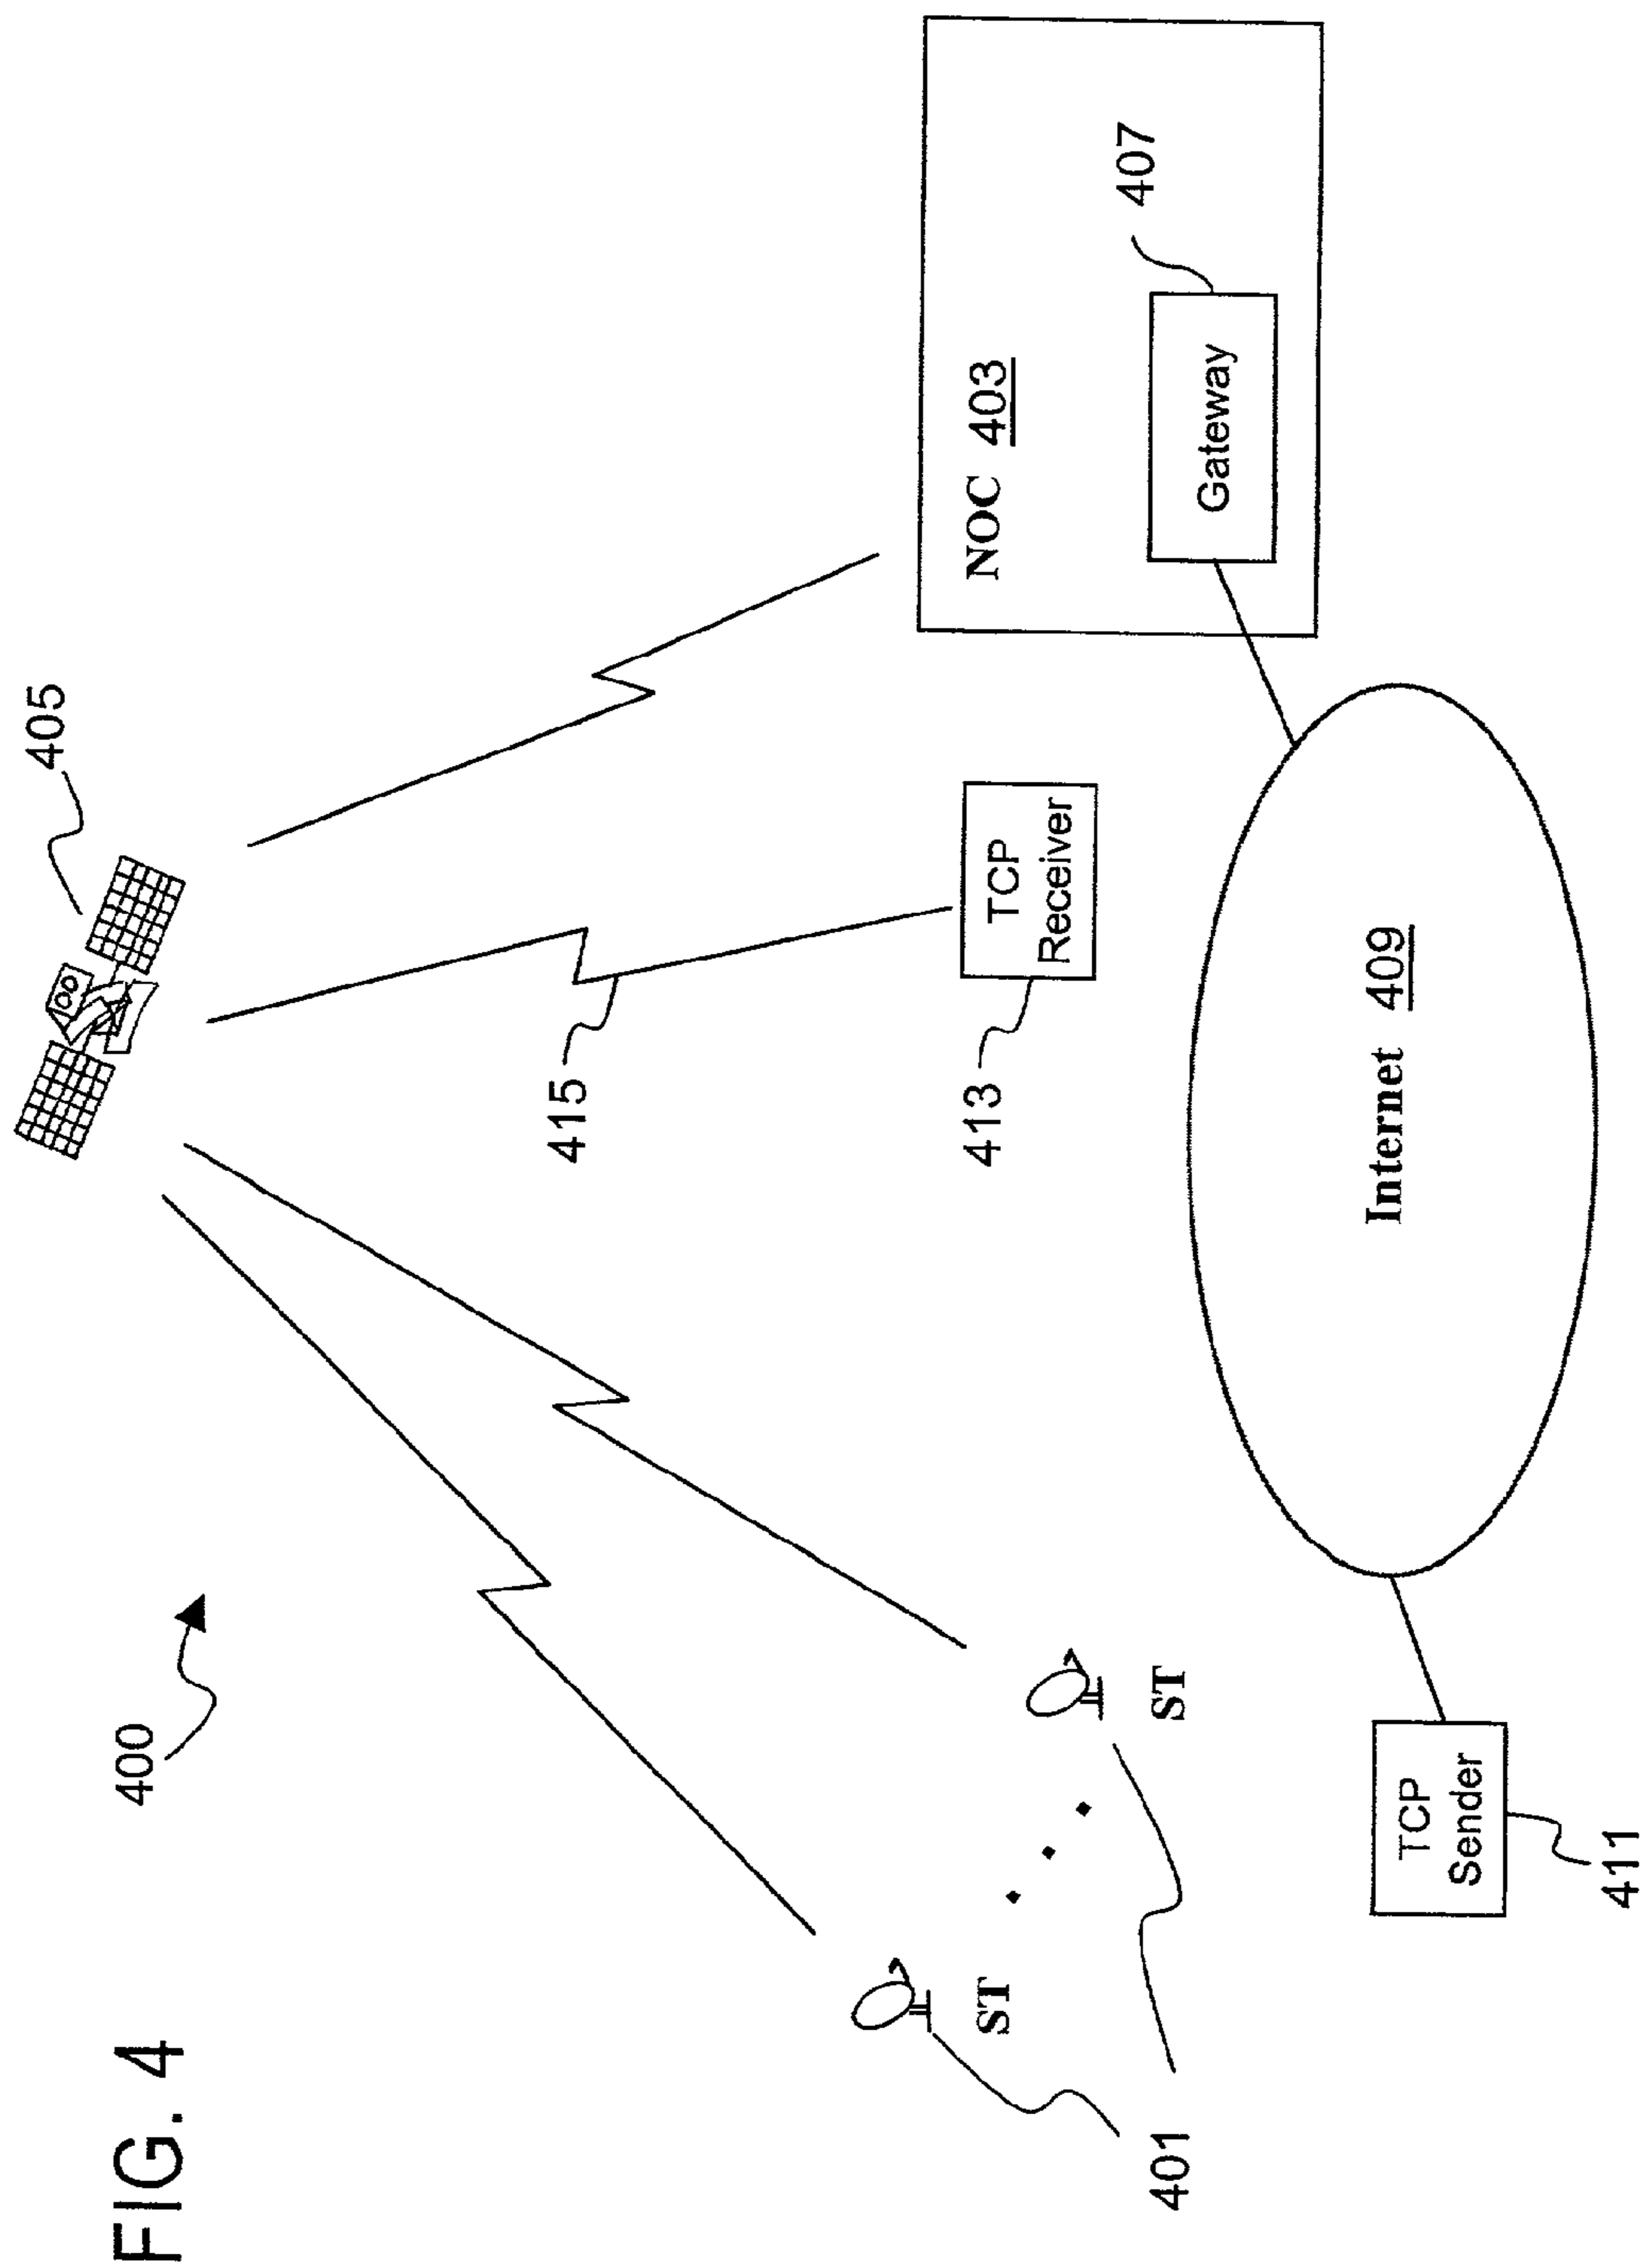 FIG. 4
400
405
415
401
ST
ST
413
TCP
Receiver
NOC 403
407
Gateway
Internet 409
TCP
Sender
411